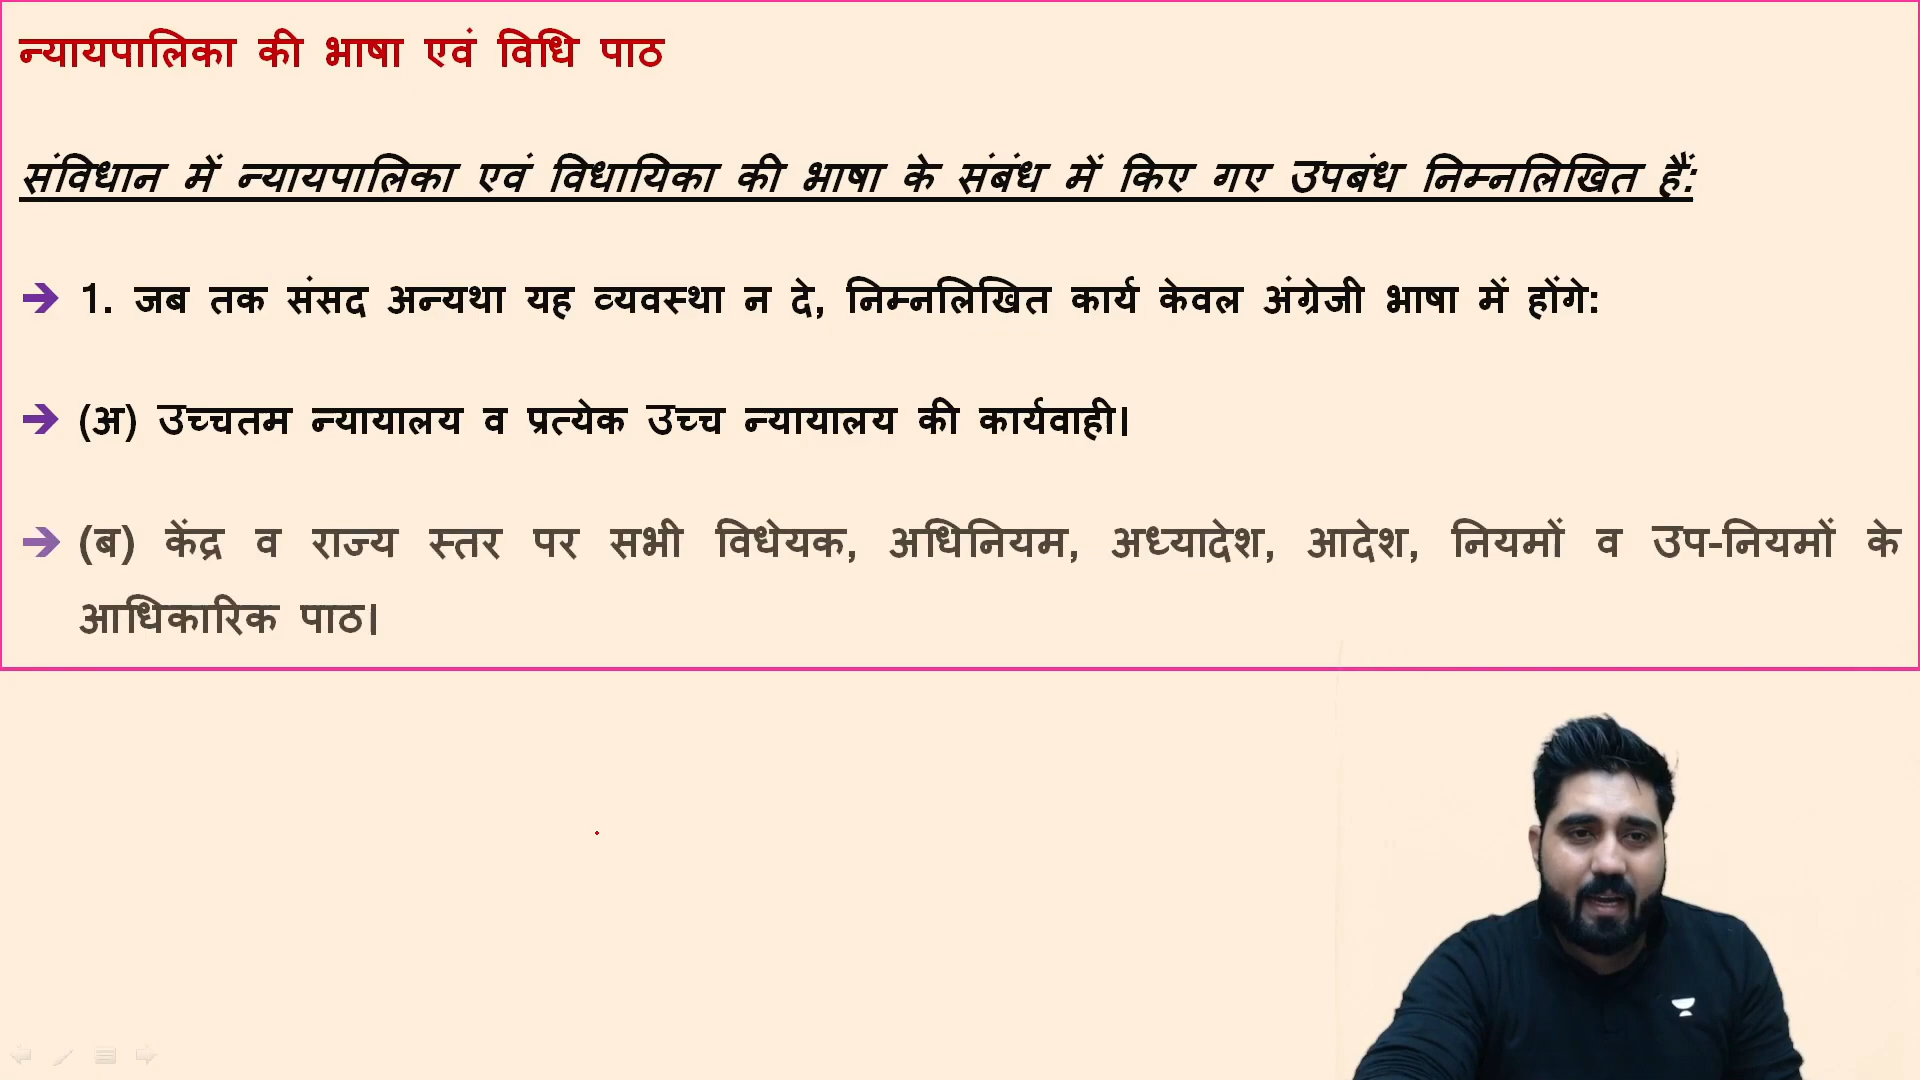 न्यायपालिका की भाषा एवं विधि पाठ
संविधान में न्यायपालिका एवं विधायिका की भाषा के संबंध में किए गए उपबंध निम्नलिखित हैं:
➔ 1. जब तक संसद अन्यथा यह व्यवस्था न दे, निम्नलिखित कार्य केवल अंग्रेजी भाषा में होंगे:
➔ (अ) उच्चतम न्यायालय व प्रत्येक उच्च न्यायालय की कार्यवाही।
➔ (ब) केंद्र व राज्य स्तर पर सभी विधेयक, अधिनियम, अध्यादेश, आदेश, नियमों व उप-नियमों के
आधिकारिक पाठ।